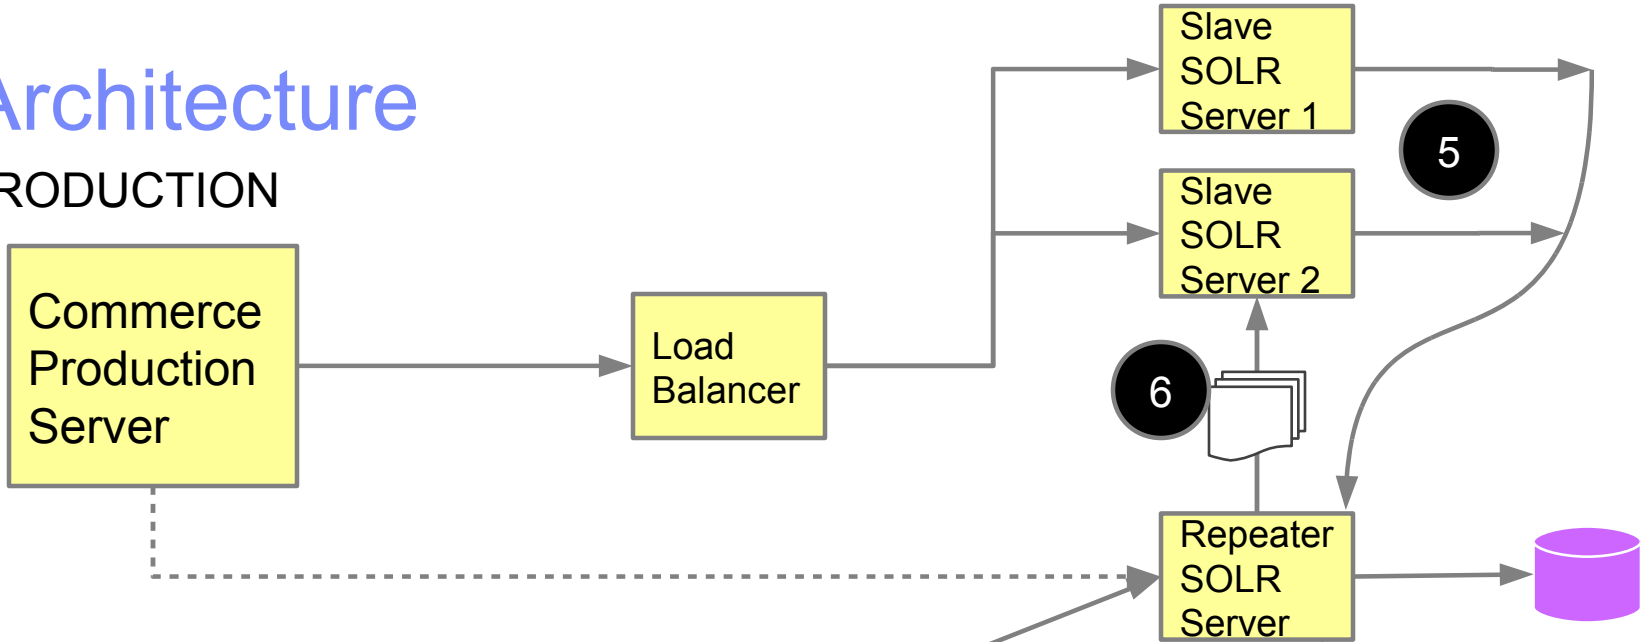 Architecture
RODUCTION
Slave
SOLR
Server 1
5
Slave
SOLR
Server 2
Commerce
Production
Server
Load
Balancer
6
Repeater
SOLR
Server